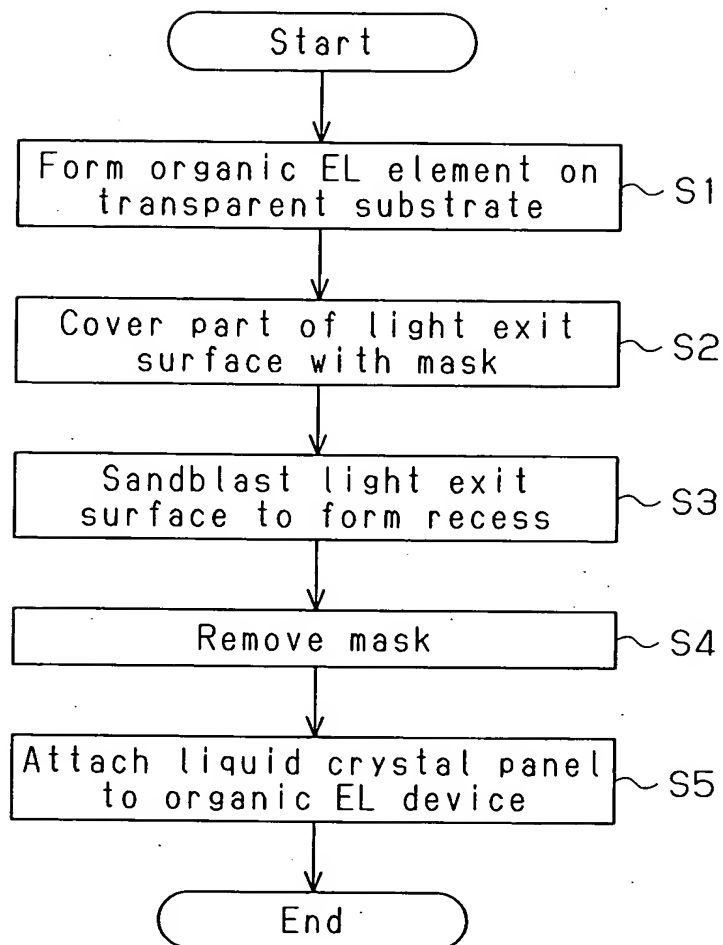 Start
Form organic EL element on
transparent substrate
S1
Cover part of light exit
surface with mask
S2
Sandblast light exit
surface to form recess
S3
Remove mask
S4
Attach liquid crystal panel
to organic EL device
S5
End